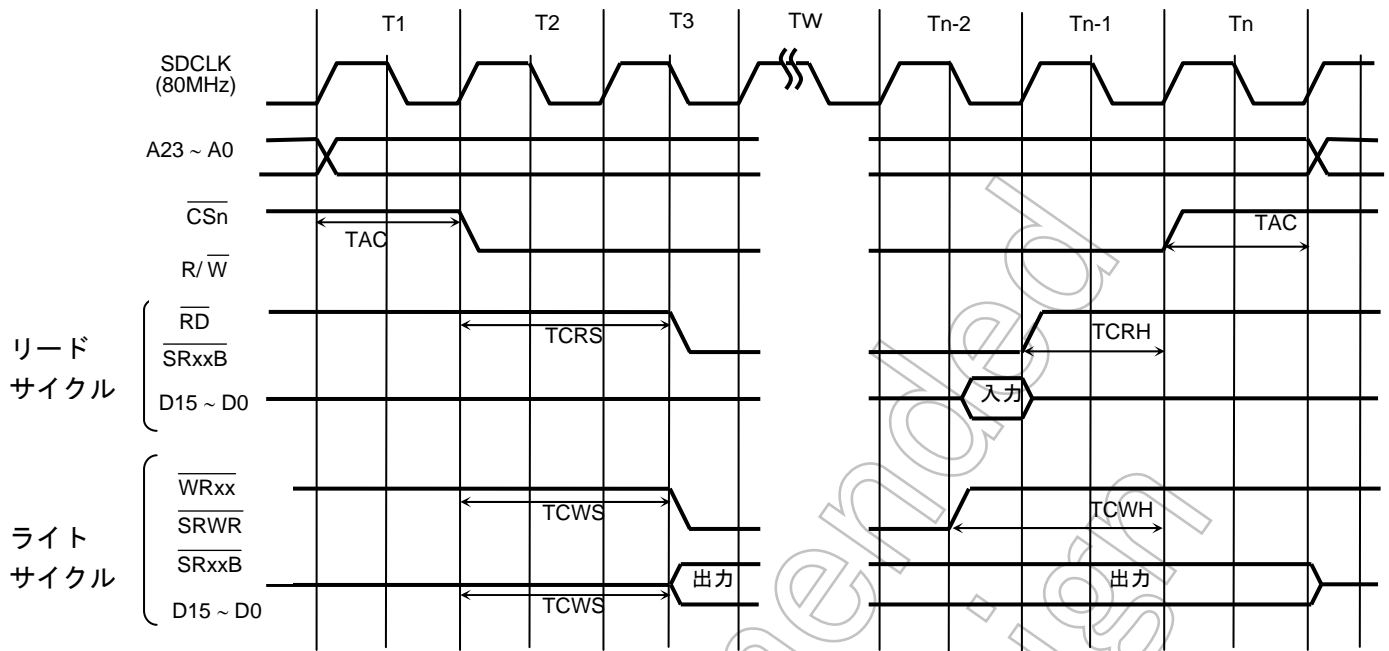 T1 T2 T3 TW Tn-2 Tn-1 Tn
SDCLK
(80MHz)
A23 ~ A0
CSn
TAC TAC
R/W
リード
サイクル
RD
TCRS TCRH
SRxxB
入力
D15 ~ D0
ライト
サイクル
WRxx
TCWS TCWH
SRWR
SRxxB
出力 出力
TCWS
D15 ~ D0
mended
sign